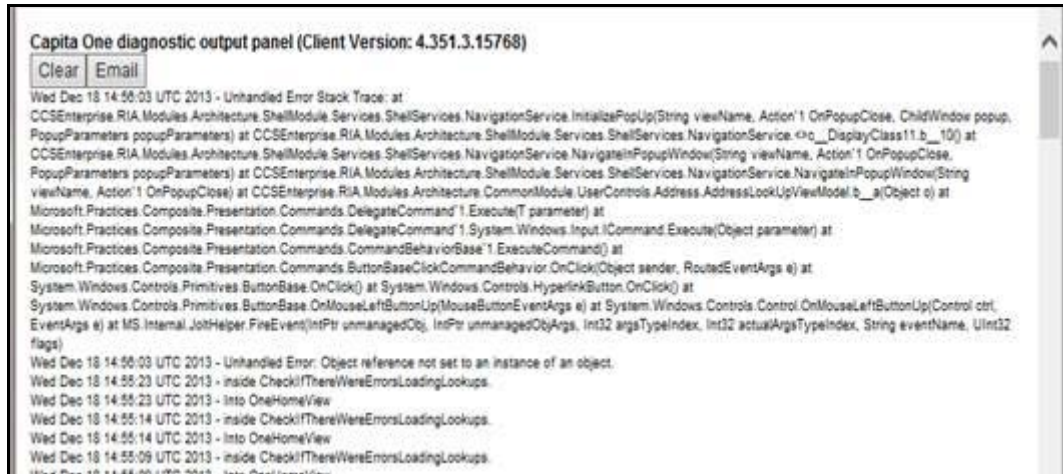 Capita One diagnostic output panel (Client Version: 4.351.3.15768)
Clear Email
Wed Dec 18 14:56:03 UTC 2013 - Unhandled Error Stack Trace: at
CCSEnterprise.RIA.Modules.Architecture.ShellModule.Services.ShellServices.NavigationService.InitializePopUp(String viewName, Action`1 OnPopupClose, ChildWindow popup,
PopupParameters popupParameters) at CCSEnterprise.RIA.Modules.Architecture.ShellModule.Services.ShellServices.NavigationService.<>c__DisplayClass11.b__10() at
CCSEnterprise.RIA.Modules.Architecture.ShellModule.Services.ShellServices.NavigationService.NavigateInPopupWindow(String viewName, Action`1 OnPopupClose,
PopupParameters popupParameters) at CCSEnterprise.RIA.Modules.Architecture.ShellModule.Services.ShellServices.NavigationService.NavigateInPopupWindow(String
viewName, Action`1 OnPopupClose) at CCSEnterprise.RIA.Modules.Architecture.CommonModule.UserControls.Address.AddressLookUpViewModel.b__a(Object o) at
Microsoft.Practices.Composite.Presentation.Commands.DelegateCommand`1.Execute(T parameter) at
Microsoft.Practices.Composite.Presentation.Commands.DelegateCommand`1.System.Windows.Input.ICommand.Execute(Object parameter) at
Microsoft.Practices.Composite.Presentation.Commands.CommandBehaviorBase`1.ExecuteCommand() at
Microsoft.Practices.Composite.Presentation.Commands.ButtonBaseClickCommandBehavior.OnClick(Object sender, RoutedEventArgs e) at
System.Windows.Controls.Primitives.ButtonBase.OnClick() at System.Windows.Controls.HyperlinkButton.OnClick() at
System.Windows.Controls.Primitives.ButtonBase.OnMouseLeftButtonUp(MouseButtonEventArgs e) at System.Windows.Controls.Control.OnMouseLeftButtonUp(Control ctrl,
EventArgs e) at MS.Internal.JoltHelper.FireEvent(IntPtr unmanagedObj, IntPtr unmanagedObjArgs, Int32 argsTypeIndex, Int32 actualArgsTypeIndex, String eventName, UInt32
flags)
Wed Dec 18 14:56:03 UTC 2013 - Unhandled Error: Object reference not set to an instance of an object.
Wed Dec 18 14:55:23 UTC 2013 - inside CheckIfThereWereErrorsLoadingLookups.
Wed Dec 18 14:55:23 UTC 2013 - Into OneHomeView
Wed Dec 18 14:55:14 UTC 2013 - inside CheckIfThereWereErrorsLoadingLookups.
Wed Dec 18 14:55:14 UTC 2013 - Into OneHomeView
Wed Dec 18 14:55:09 UTC 2013 - inside CheckIfThereWereErrorsLoadingLookups.